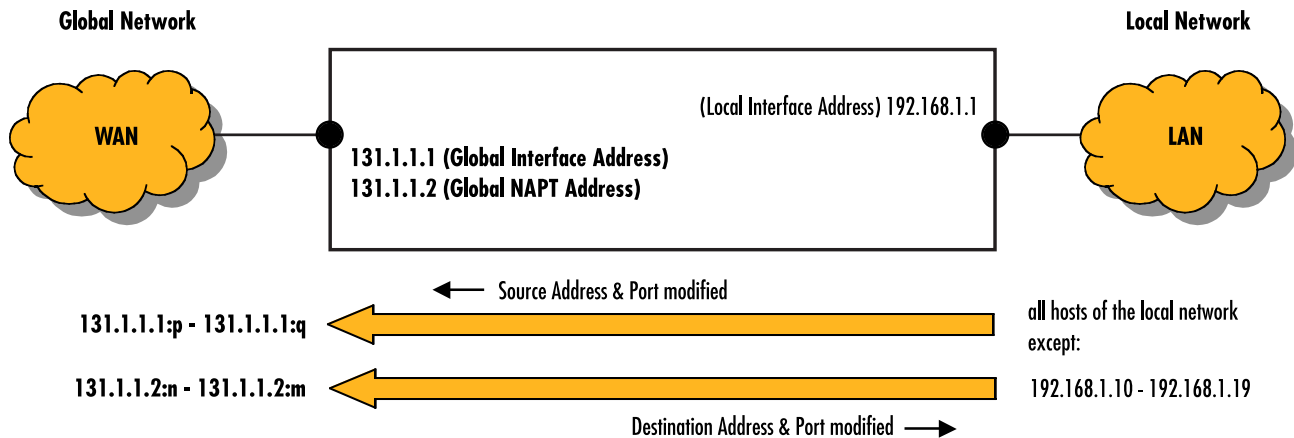 Global Network
Local Network
WAN
(Local Interface Address) 192.168.1.1
LAN
131.1.1.1 (Global Interface Address)
131.1.1.2 (Global NAPT Address)
Source Address & Port modified
131.1.1.1:p - 131.1.1.1:q
all hosts of the local network
except:
131.1.1.2:n - 131.1.1.2:m
192.168.1.10 - 192.168.1.19
Destination Address & Port modified